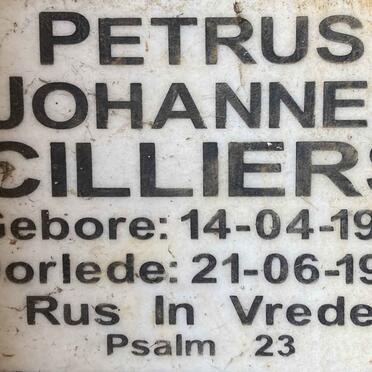 PETRUS
JOHANNE
CILLIERS
Gebore: 14-04-19
orlede: 21-06-19
Rus In Vrede
Psalm 23